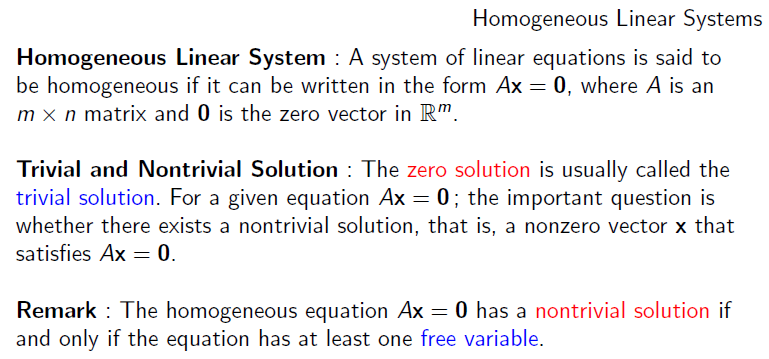 Homogeneous Linear Systems
Homogeneous Linear System : A system of linear equations is said to
be homogeneous if it can be written in the form Ax = 0, where A is an
m × n matrix and 0 is the zero vector in ℝᵐ.
Trivial and Nontrivial Solution : The zero solution is usually called the
trivial solution. For a given equation Ax = 0; the important question is
whether there exists a nontrivial solution, that is, a nonzero vector x that
satisfies Ax = 0.
Remark : The homogeneous equation Ax = 0 has a nontrivial solution if
and only if the equation has at least one free variable.